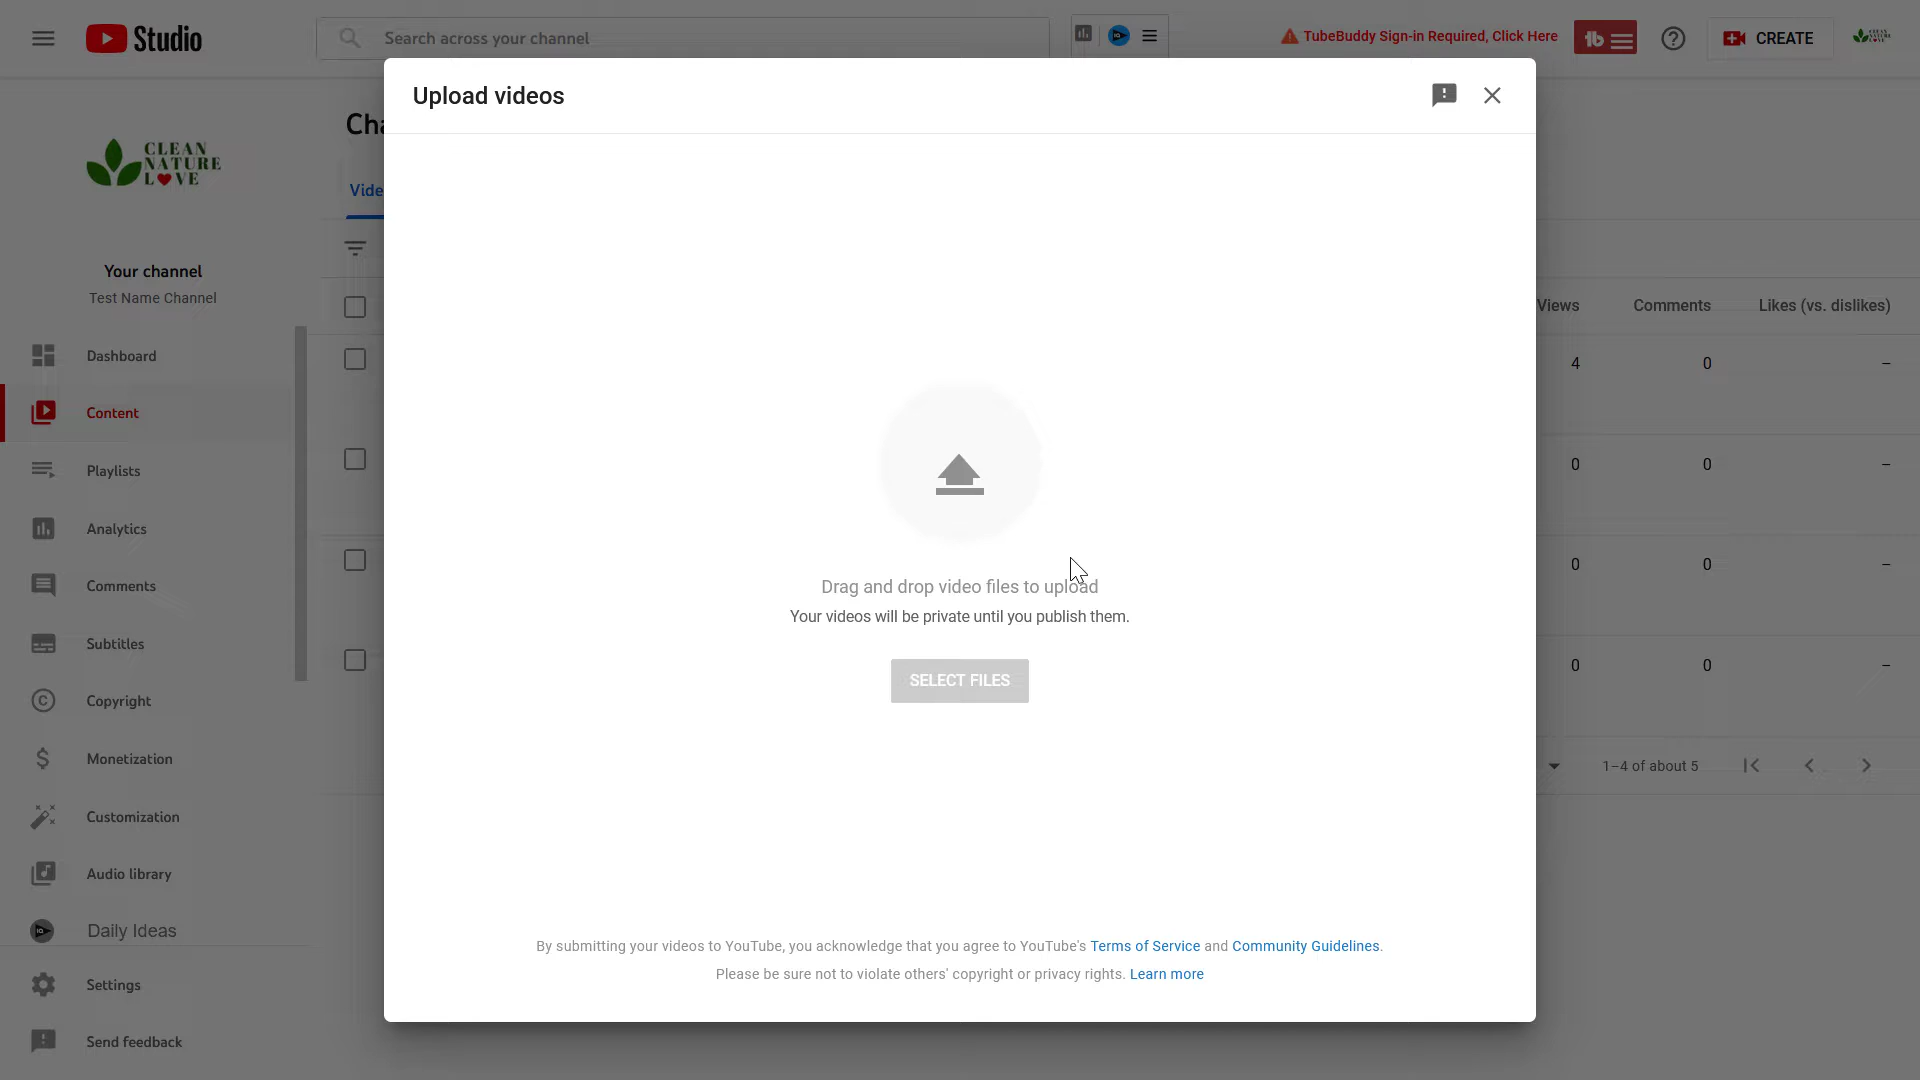 Studio
Search across your channel
TubeBuddy Sign-in Required, Click Here
tb
CREATE
CLEAN
NATURE
LOVE
Your channel
Test Name Channel
Dashboard
Content
Playlists
Analytics
Comments
Subtitles
Copyright
Monetization
Customization
Audio library
Daily Ideas
Settings
Send feedback
Upload videos
Drag and drop video files to upload
Your videos will be private until you publish them.
SELECT FILES
By submitting your videos to YouTube, you acknowledge that you agree to YouTube's Terms of Service and Community Guidelines.
Please be sure not to violate others' copyright or privacy rights. Learn more
Views Comments Likes (vs. dislikes)
4 0 –
0 0 –
0 0 –
0 0 –
1–4 of about 5